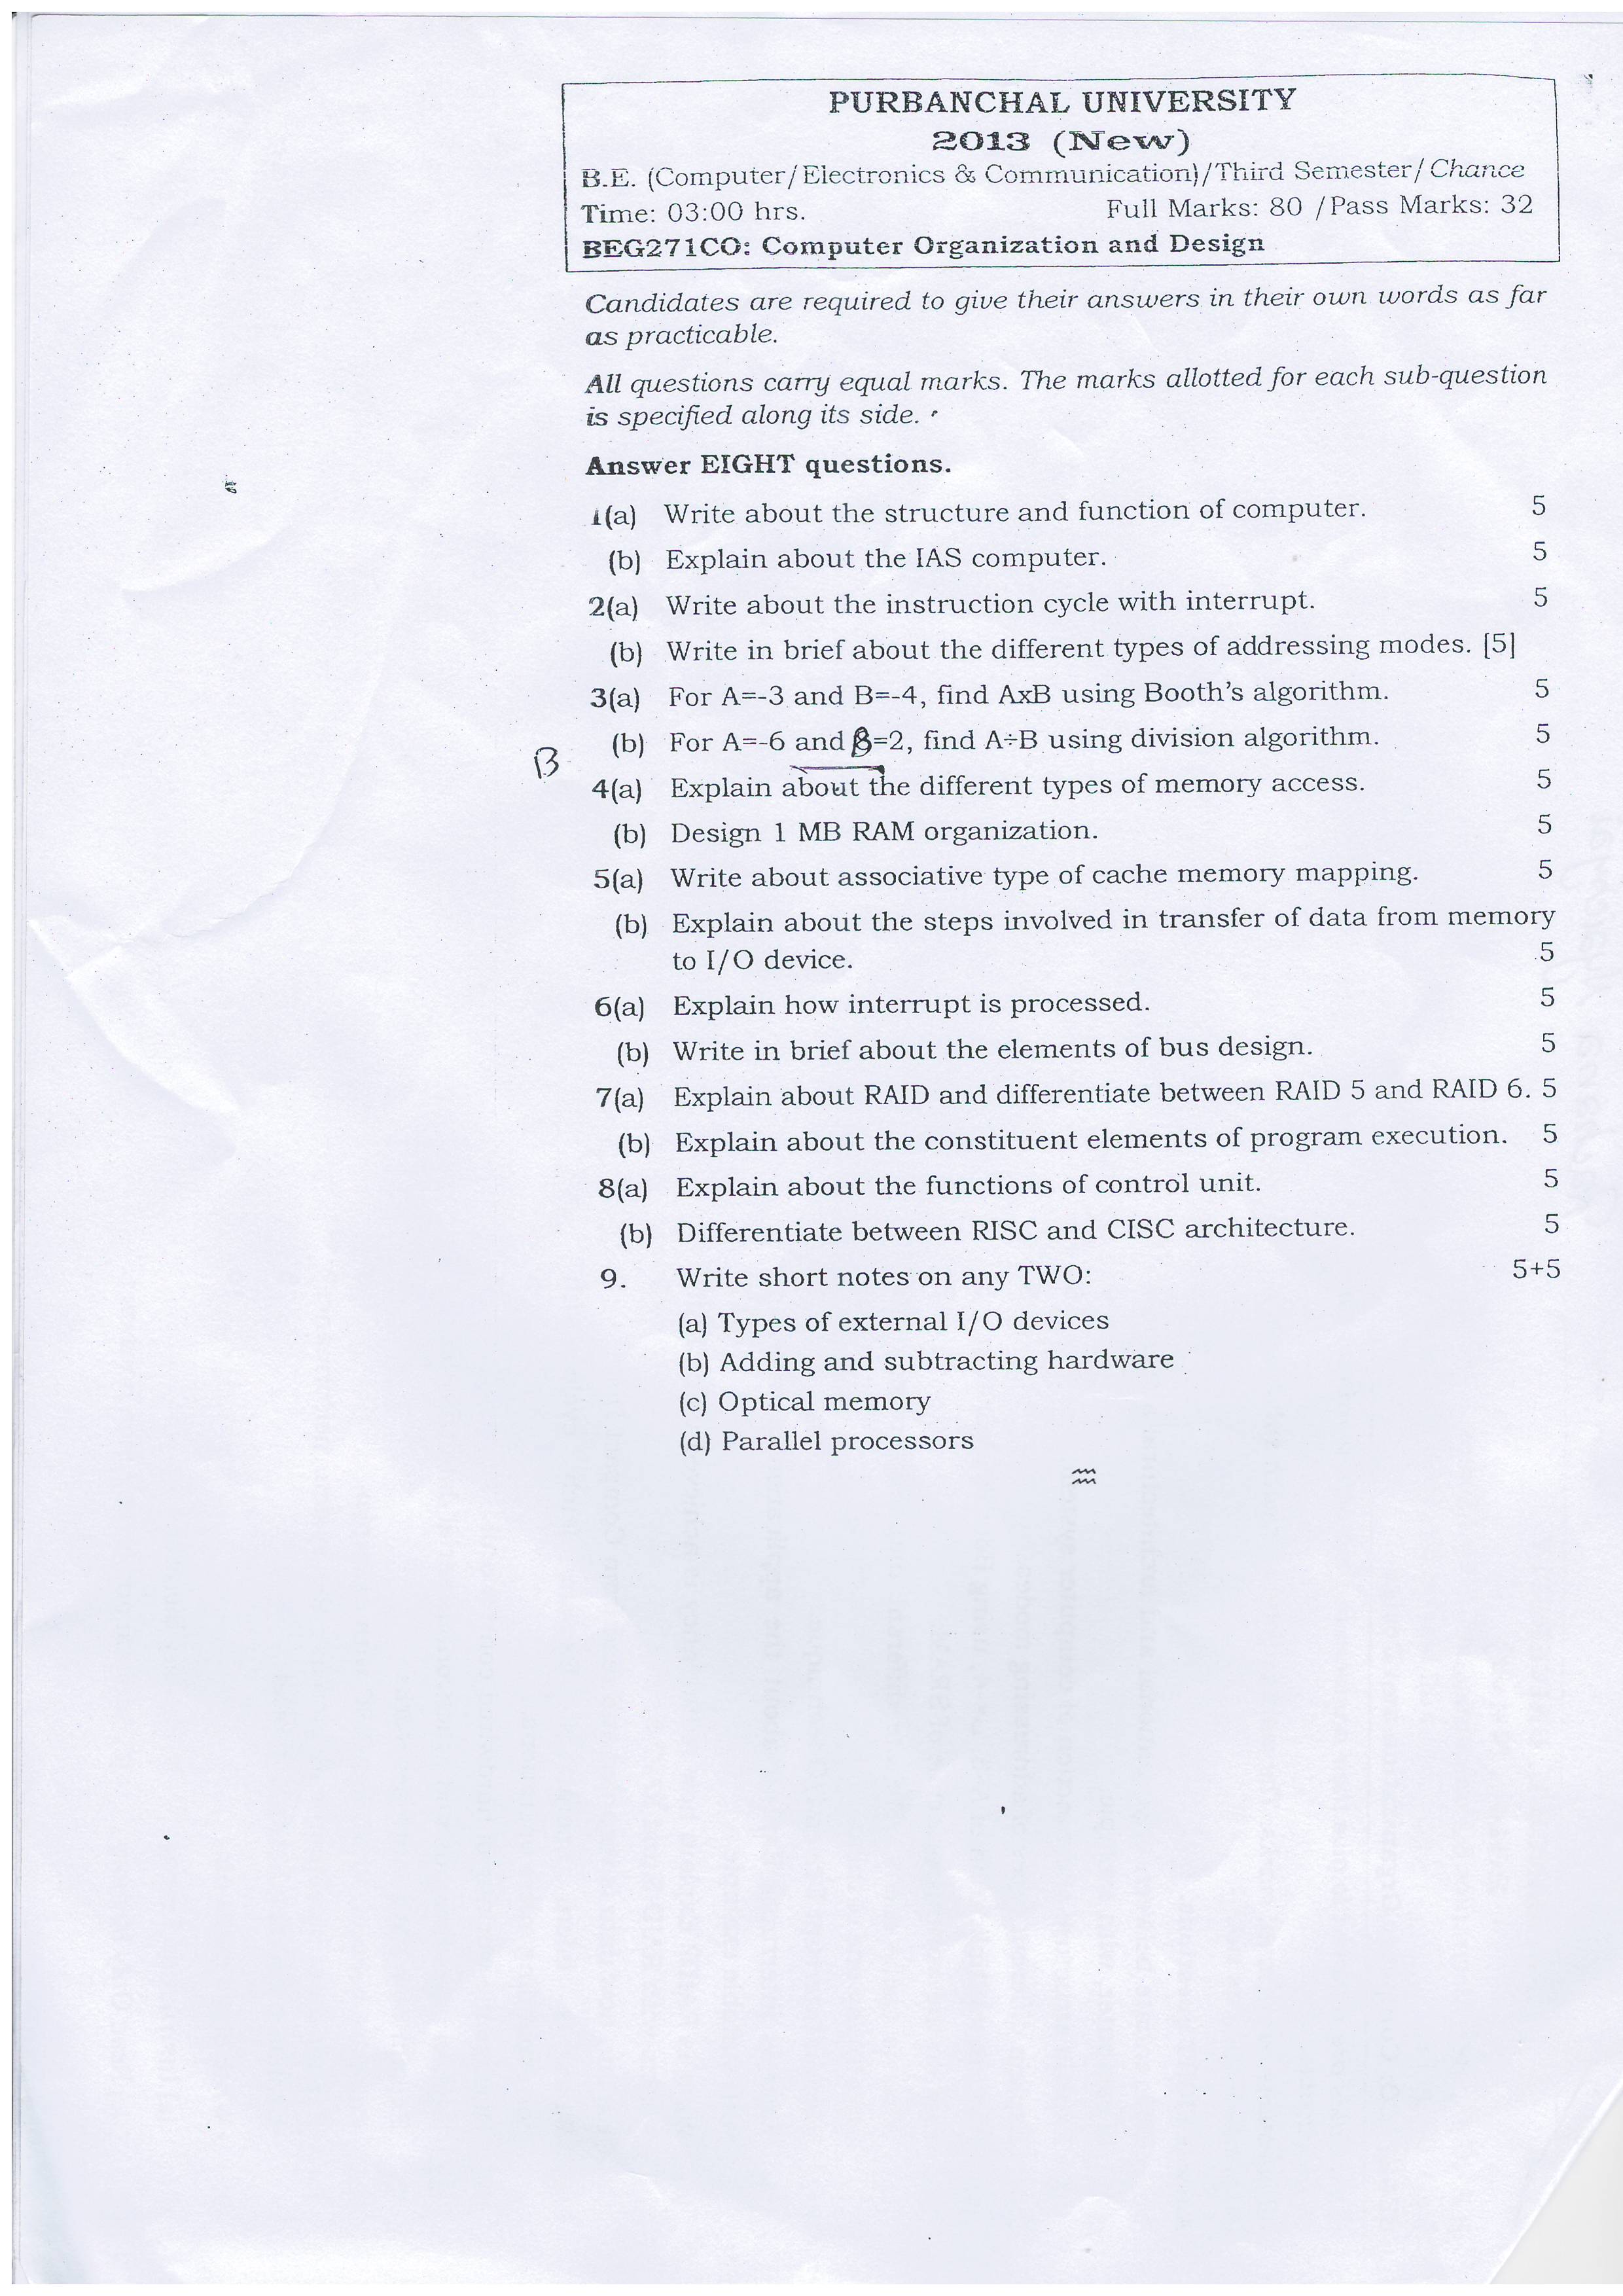 PURBANCHAL UNIVERSITY
2013 (New)
B.E. (Computer/Electronics & Communication)/Third Semester/Chance
Time: 03:00 hrs. Full Marks: 80 /Pass Marks: 32
BEG271CO: Computer Organization and Design
Candidates are required to give their answers in their own words as far
as practicable.
All questions carry equal marks. The marks allotted for each sub-question
is specified along its side.
Answer EIGHT questions.
1(a) Write about the structure and function of computer. 5
(b) Explain about the IAS computer. 5
2(a) Write about the instruction cycle with interrupt. 5
(b) Write in brief about the different types of addressing modes. [5]
3(a) For A=-3 and B=-4, find AxB using Booth's algorithm. 5
(b) For A=-6 and B=2, find A÷B using division algorithm. 5
B
4(a) Explain about the different types of memory access. 5
(b) Design 1 MB RAM organization. 5
5(a) Write about associative type of cache memory mapping. 5
(b) Explain about the steps involved in transfer of data from memory
to I/O device. 5
6(a) Explain how interrupt is processed. 5
(b) Write in brief about the elements of bus design. 5
7(a) Explain about RAID and differentiate between RAID 5 and RAID 6. 5
(b) Explain about the constituent elements of program execution. 5
8(a) Explain about the functions of control unit. 5
(b) Differentiate between RISC and CISC architecture. 5
9. Write short notes on any TWO: 5+5
(a) Types of external I/O devices
(b) Adding and subtracting hardware
(c) Optical memory
(d) Parallel processors